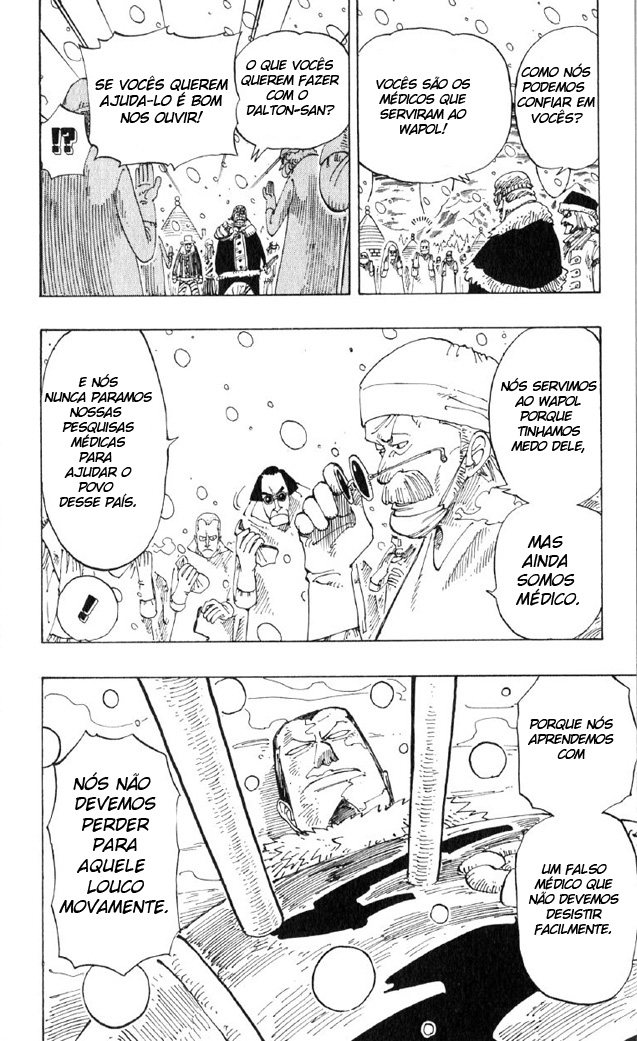 COMO NÓS
PODEMOS
CONFIAR EM
VOCÊS?
VOCÊS SÃO OS
MÉDICOS QUE
SERVIRAM AO
WAPOL!
O QUE VOCÊS
QUEREM FAZER
COM O
DALTON-SAN?
SE VOCÊS QUEREM
AJUDA-LO É BOM
NOS OUVIR!
!?
NÓS SERVIMOS
AO WAPOL
PORQUE
TINHAMOS
MEDO DELE,
MAS
AINDA
SOMOS
MÉDICO.
E NÓS
NUNCA PARAMOS
NOSSAS
PESQUISAS
MÉDICAS
PARA
AJUDAR O
POVO
DESSE PAÍS.
!
PORQUE NÓS
APRENDEMOS
COM
UM FALSO
MÉDICO QUE
NÃO DEVEMOS
DESISTIR
FACILMENTE.
NÓS NÃO
DEVEMOS
PERDER
PARA
AQUELE
LOUCO
MOVAMENTE.